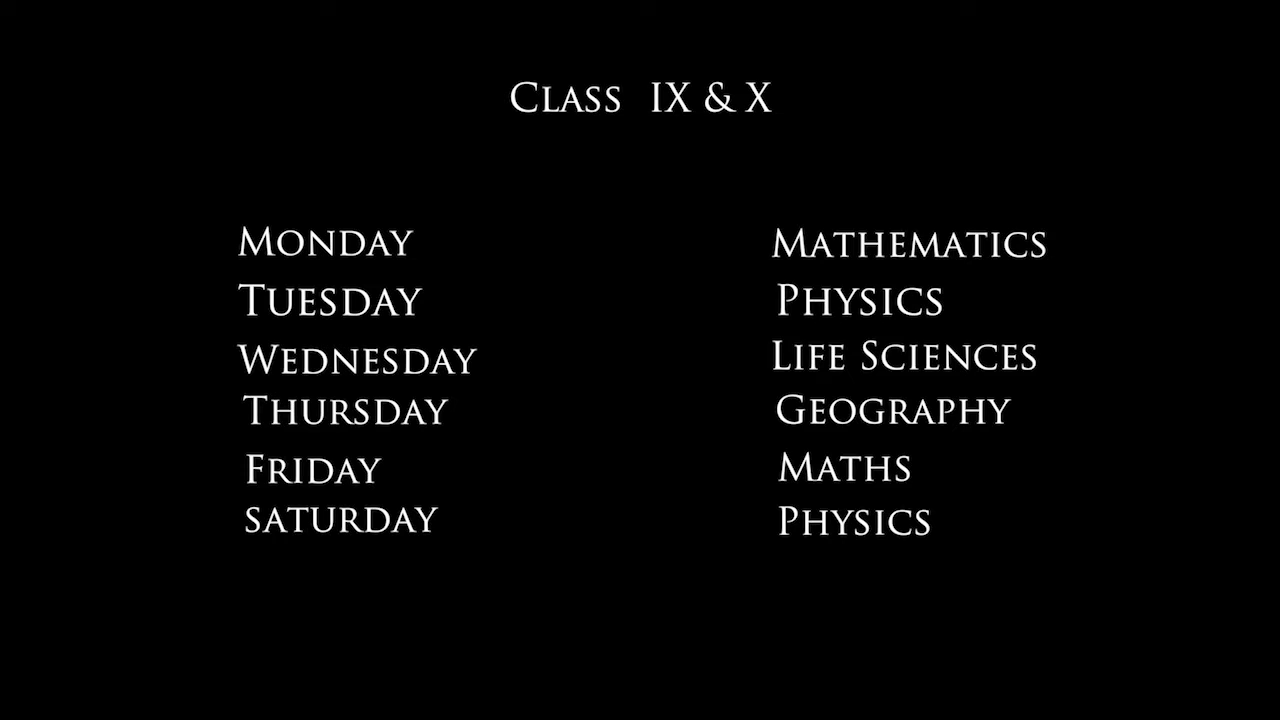 Class IX & X
Monday Mathematics
Tuesday Physics
Wednesday Life Sciences
Thursday Geography
Friday Maths
saturday Physics